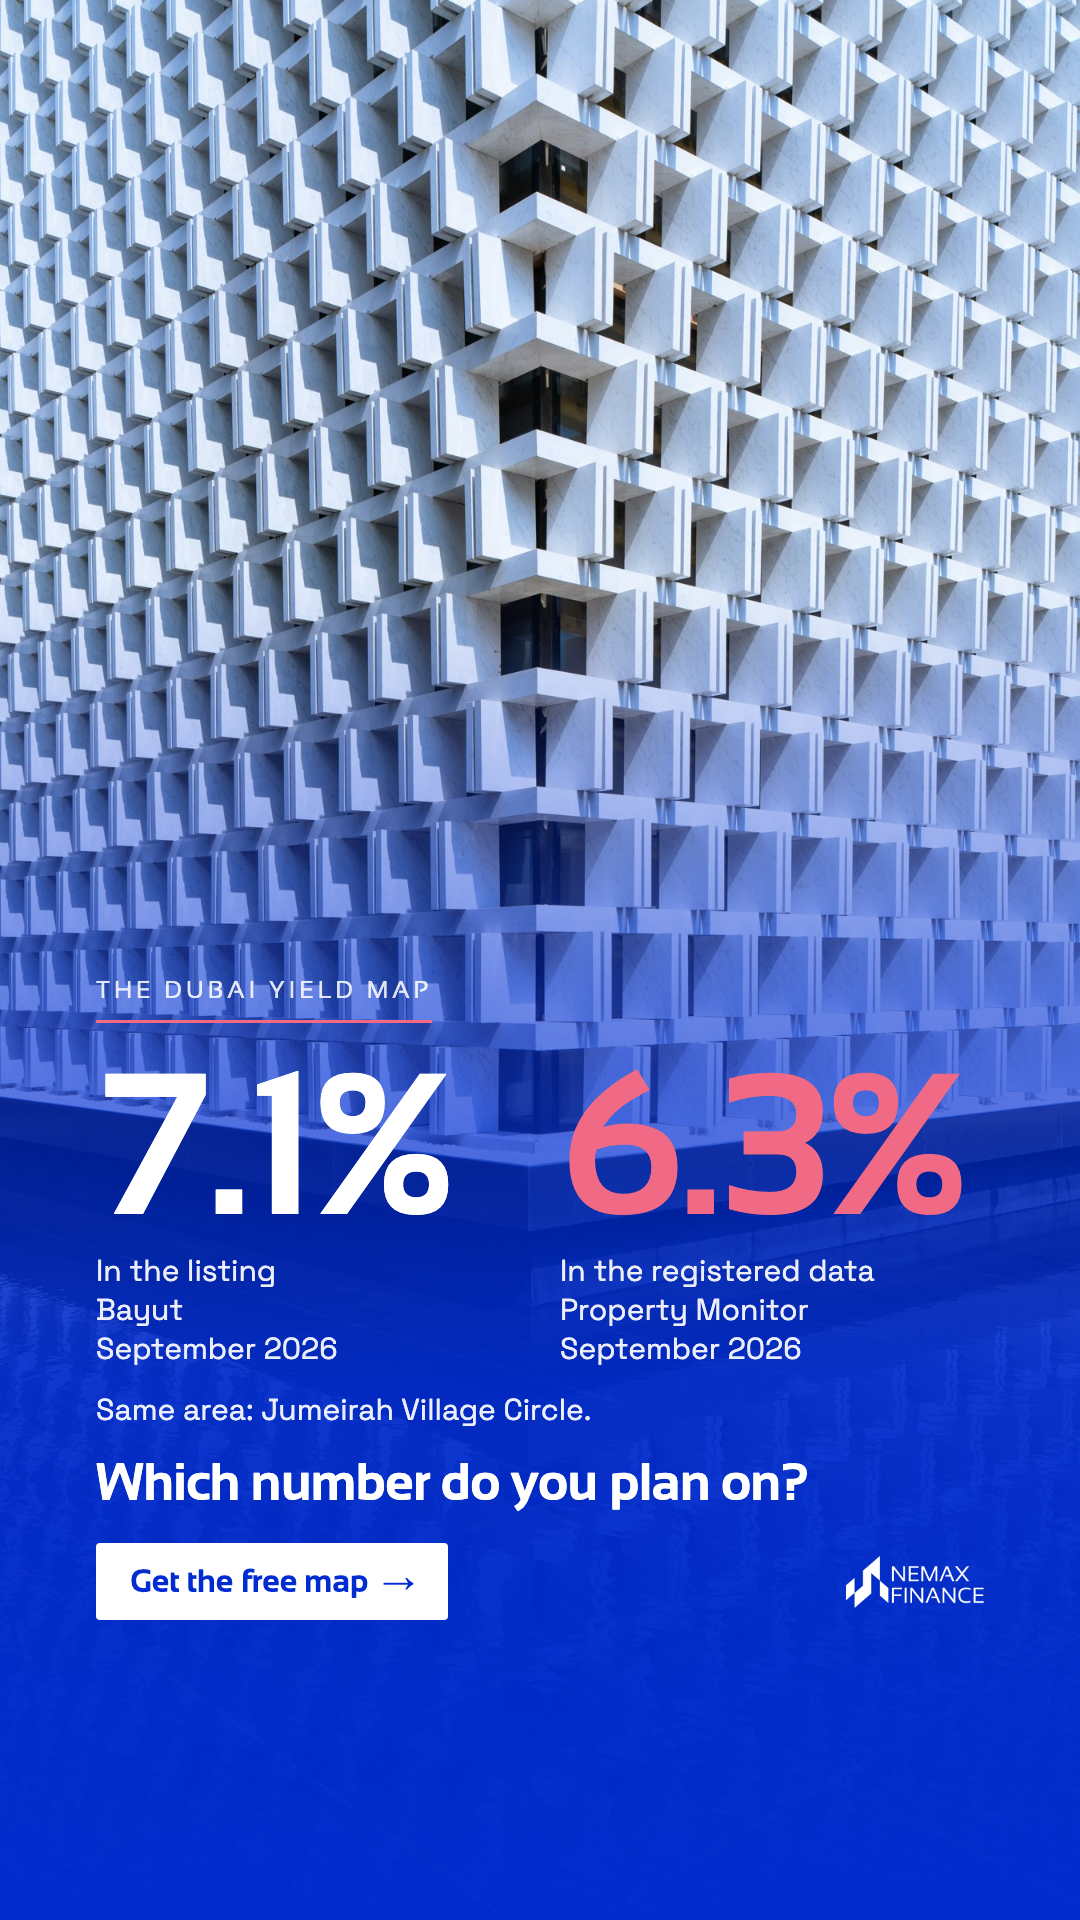 THE DUBAI YIELD MAP
7.1%
6.3%
In the listing
Bayut
September 2026
In the registered data
Property Monitor
September 2026
Same area: Jumeirah Village Circle.
Which number do you plan on?
Get the free map →
NEMAX
FINANCE